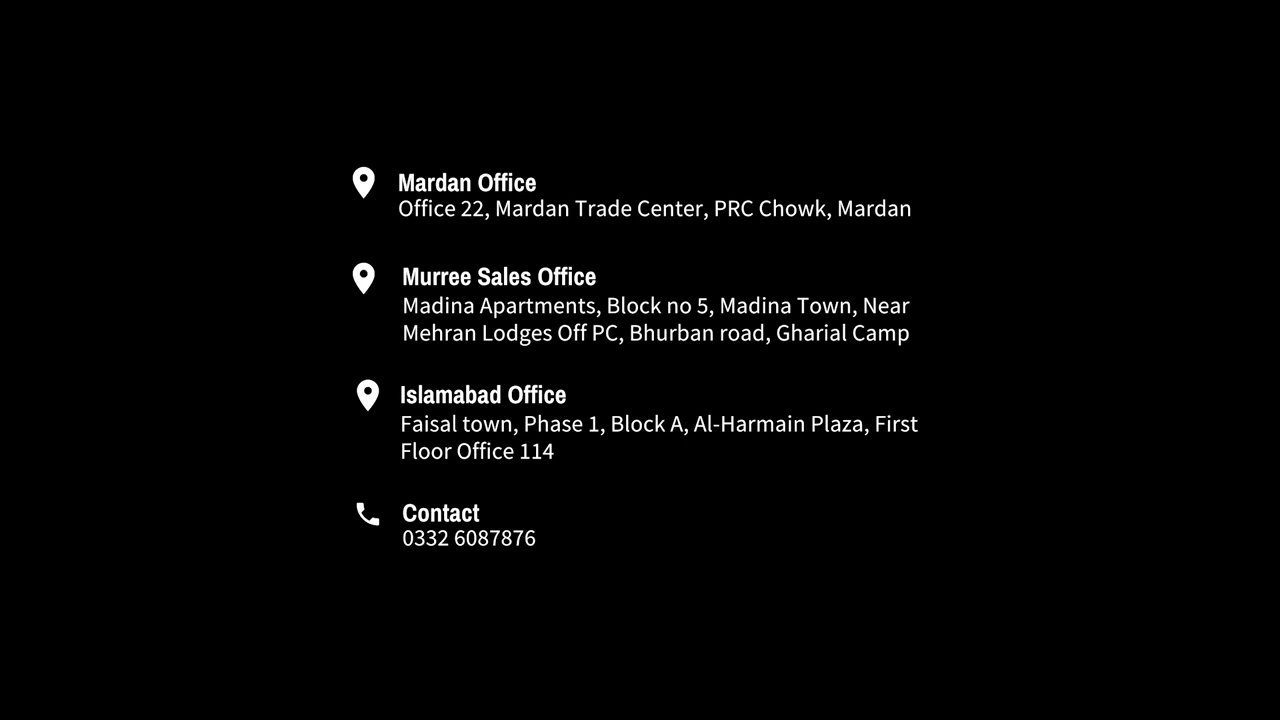 Mardan Office
Office 22, Mardan Trade Center, PRC Chowk, Mardan
Murree Sales Office
Madina Apartments, Block no 5, Madina Town, Near
Mehran Lodges Off PC, Bhurban road, Gharial Camp
Islamabad Office
Faisal town, Phase 1, Block A, Al-Harmain Plaza, First
Floor Office 114
Contact
0332 6087876